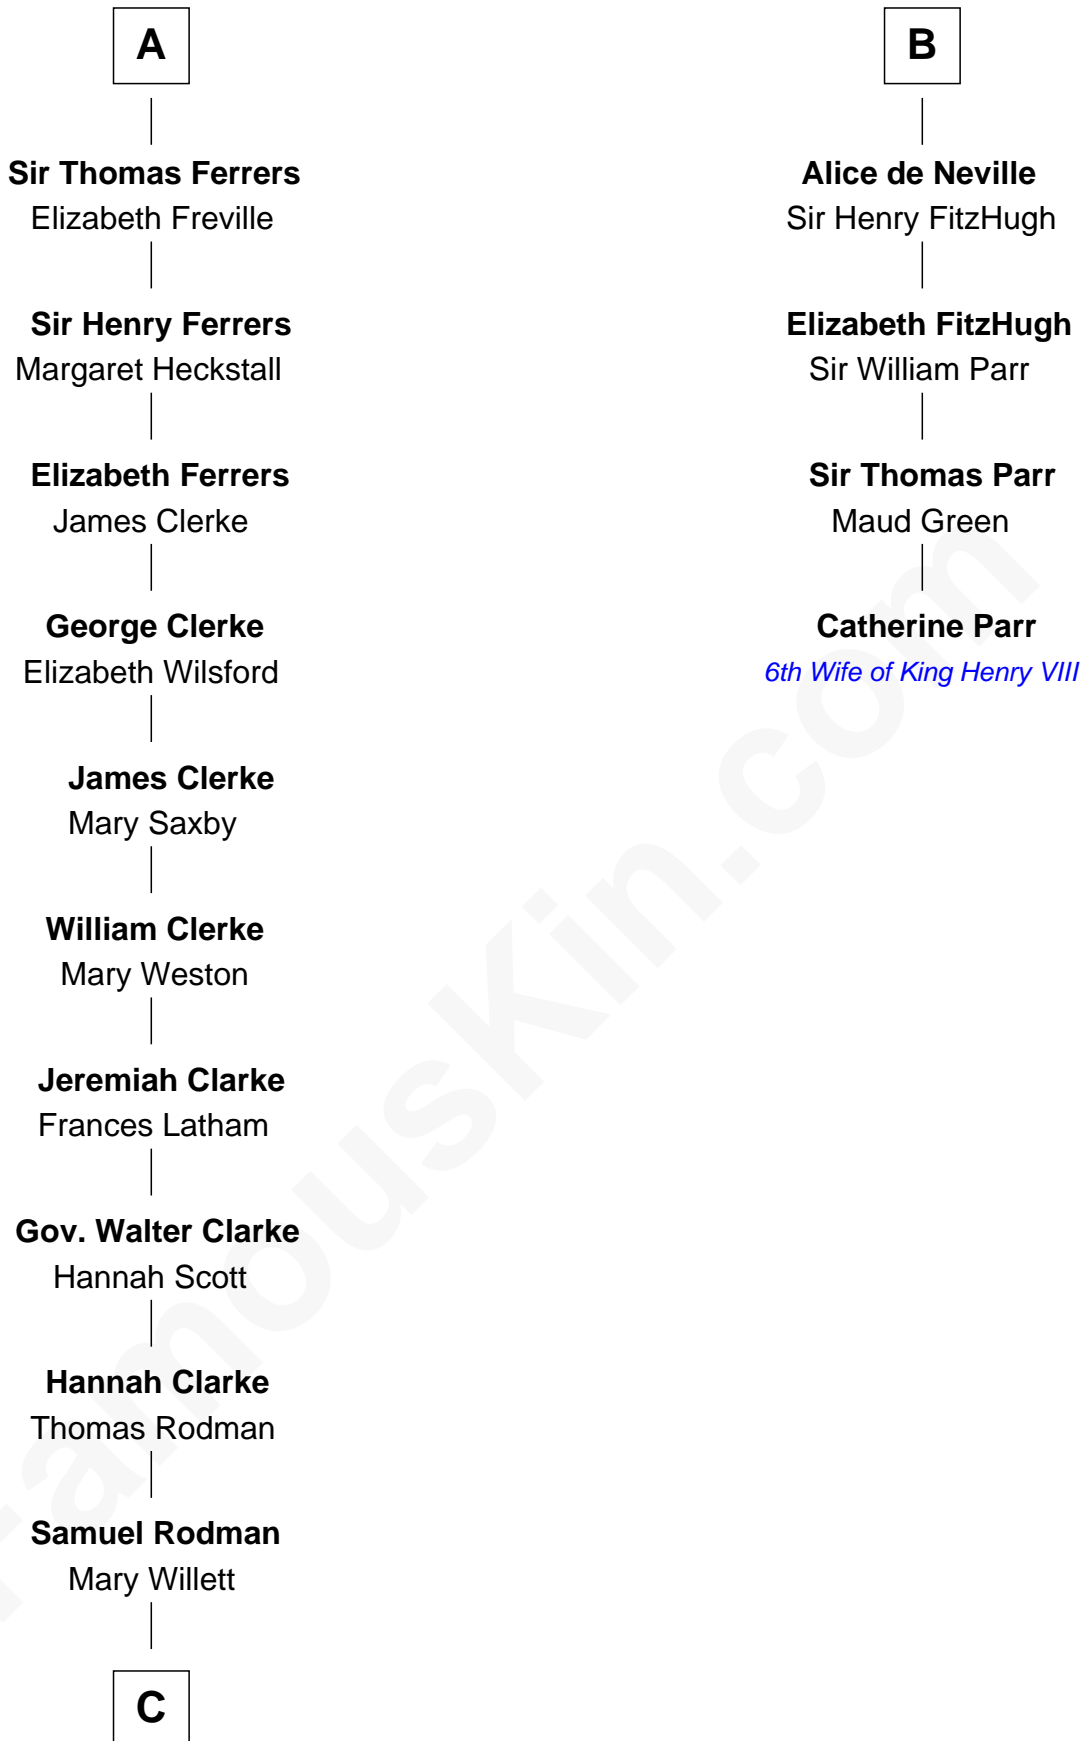 A
Sir Thomas Ferrers
Elizabeth Freville
Sir Henry Ferrers
Margaret Heckstall
Elizabeth Ferrers
James Clerke
George Clerke
Elizabeth Wilsford
James Clerke
Mary Saxby
William Clerke
Mary Weston
Jeremiah Clarke
Frances Latham
Gov. Walter Clarke
Hannah Scott
Hannah Clarke
Thomas Rodman
Samuel Rodman
Mary Willett
C
B
Alice de Neville
Sir Henry FitzHugh
Elizabeth FitzHugh
Sir William Parr
Sir Thomas Parr
Maud Green
Catherine Parr
6th Wife of King Henry VIII
FamousKin.com